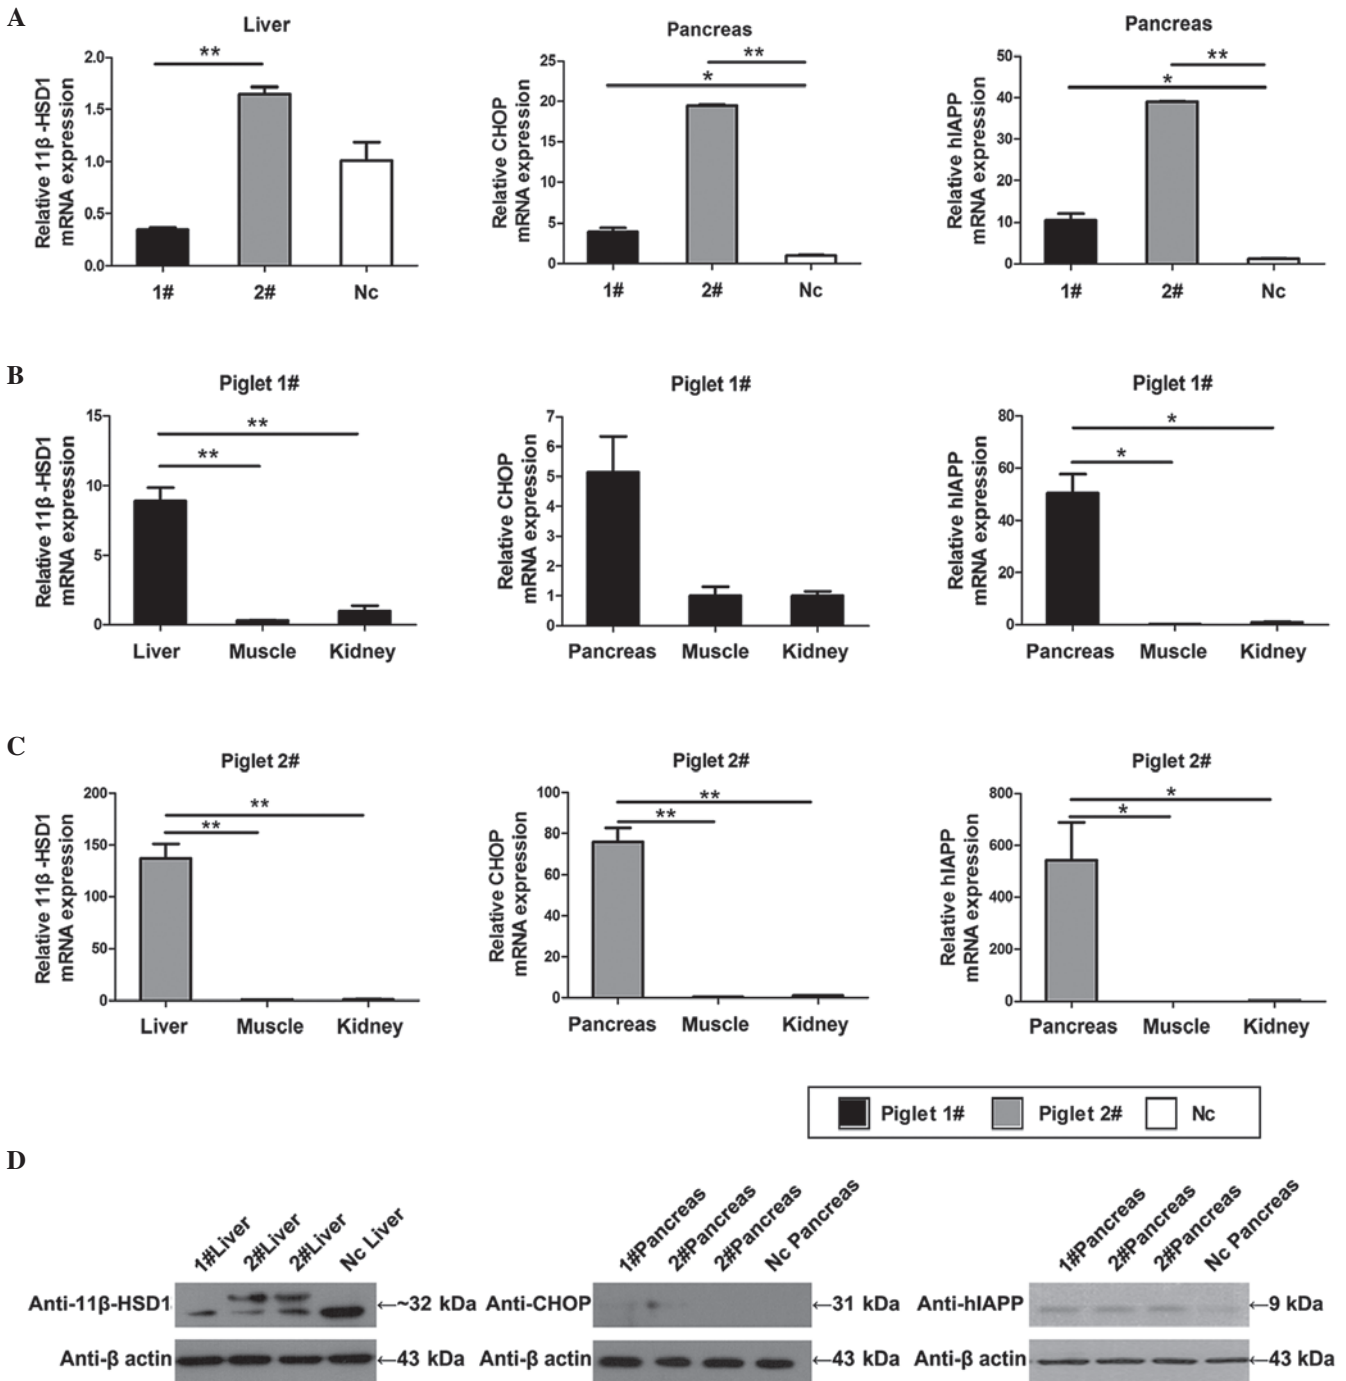 A
Liver
Relative 11β -HSD1
mRNA expression
2.0
1.5
1.0
0.5
0.0
**
1#
2#
Nc
Pancreas
Relative CHOP
mRNA expression
25
20
15
10
5
0
**
*
1#
2#
Nc
Pancreas
Relative hIAPP
mRNA expression
50
40
30
20
10
0
**
*
1#
2#
Nc
B
Piglet 1#
Relative 11β -HSD1
mRNA expression
15
10
5
0
**
**
Liver
Muscle
Kidney
Piglet 1#
Relative CHOP
mRNA expression
7
6
5
4
3
2
1
0
Pancreas
Muscle
Kidney
Piglet 1#
Relative hIAPP
mRNA expression
80
60
40
20
0
*
*
Pancreas
Muscle
Kidney
C
Piglet 2#
Relative 11β -HSD1
mRNA expression
200
150
100
50
0
**
**
Liver
Muscle
Kidney
Piglet 2#
Relative CHOP
mRNA expression
100
80
60
40
20
0
**
**
Pancreas
Muscle
Kidney
Piglet 2#
Relative hIAPP
mRNA expression
800
600
400
200
0
*
*
Pancreas
Muscle
Kidney
Piglet 1#
Piglet 2#
Nc
D
1#Liver
2#Liver
2#Liver
Nc Liver
Anti-11β-HSD1
←~32 kDa
Anti-β actin
←43 kDa
1#Pancreas
2#Pancreas
2#Pancreas
Nc Pancreas
Anti-CHOP
←31 kDa
Anti-β actin
←43 kDa
1#Pancreas
2#Pancreas
2#Pancreas
Nc Pancreas
Anti-hIAPP
←9 kDa
Anti-β actin
←43 kDa